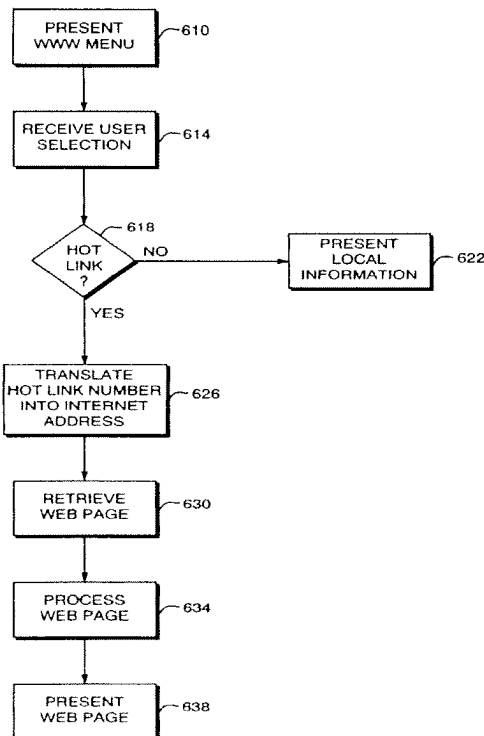 PRESENT
WWW MENU
610
RECEIVE USER
SELECTION
614
618
HOT
LINK
?
NO
PRESENT
LOCAL
INFORMATION
622
YES
TRANSLATE
HOT LINK NUMBER
INTO INTERNET
ADDRESS
626
RETRIEVE
WEB PAGE
630
PROCESS
WEB PAGE
634
PRESENT
WEB PAGE
638